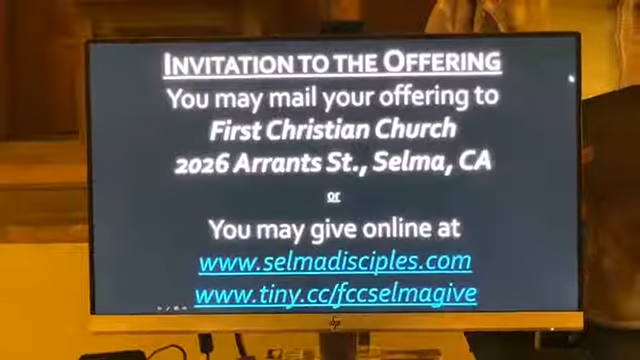 INVITATION TO THE OFFERING
You may mail your offering to
First Christian Church
2026 Arrants St., Selma, CA
or
You may give online at
www.selmadisciples.com
www.tiny.cc/fccselmagive
hp